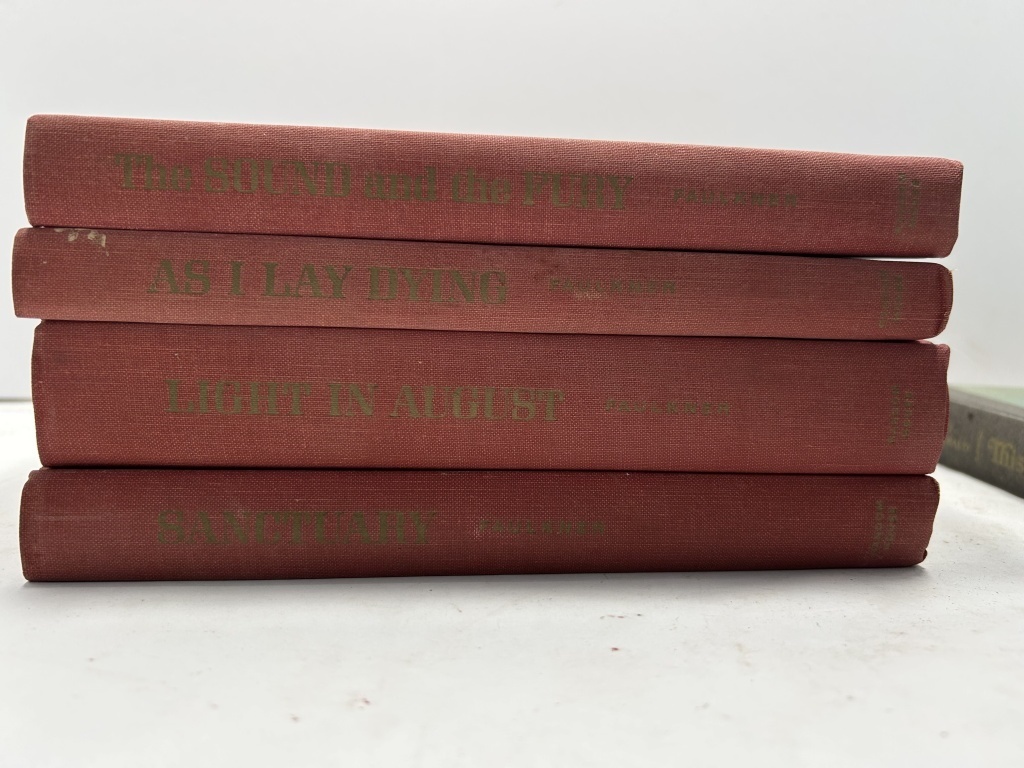 The SOUND and the FURY FAULKNER
AS I LAY DYING FAULKNER
LIGHT IN AUGUST FAULKNER
SANCTUARY FAULKNER